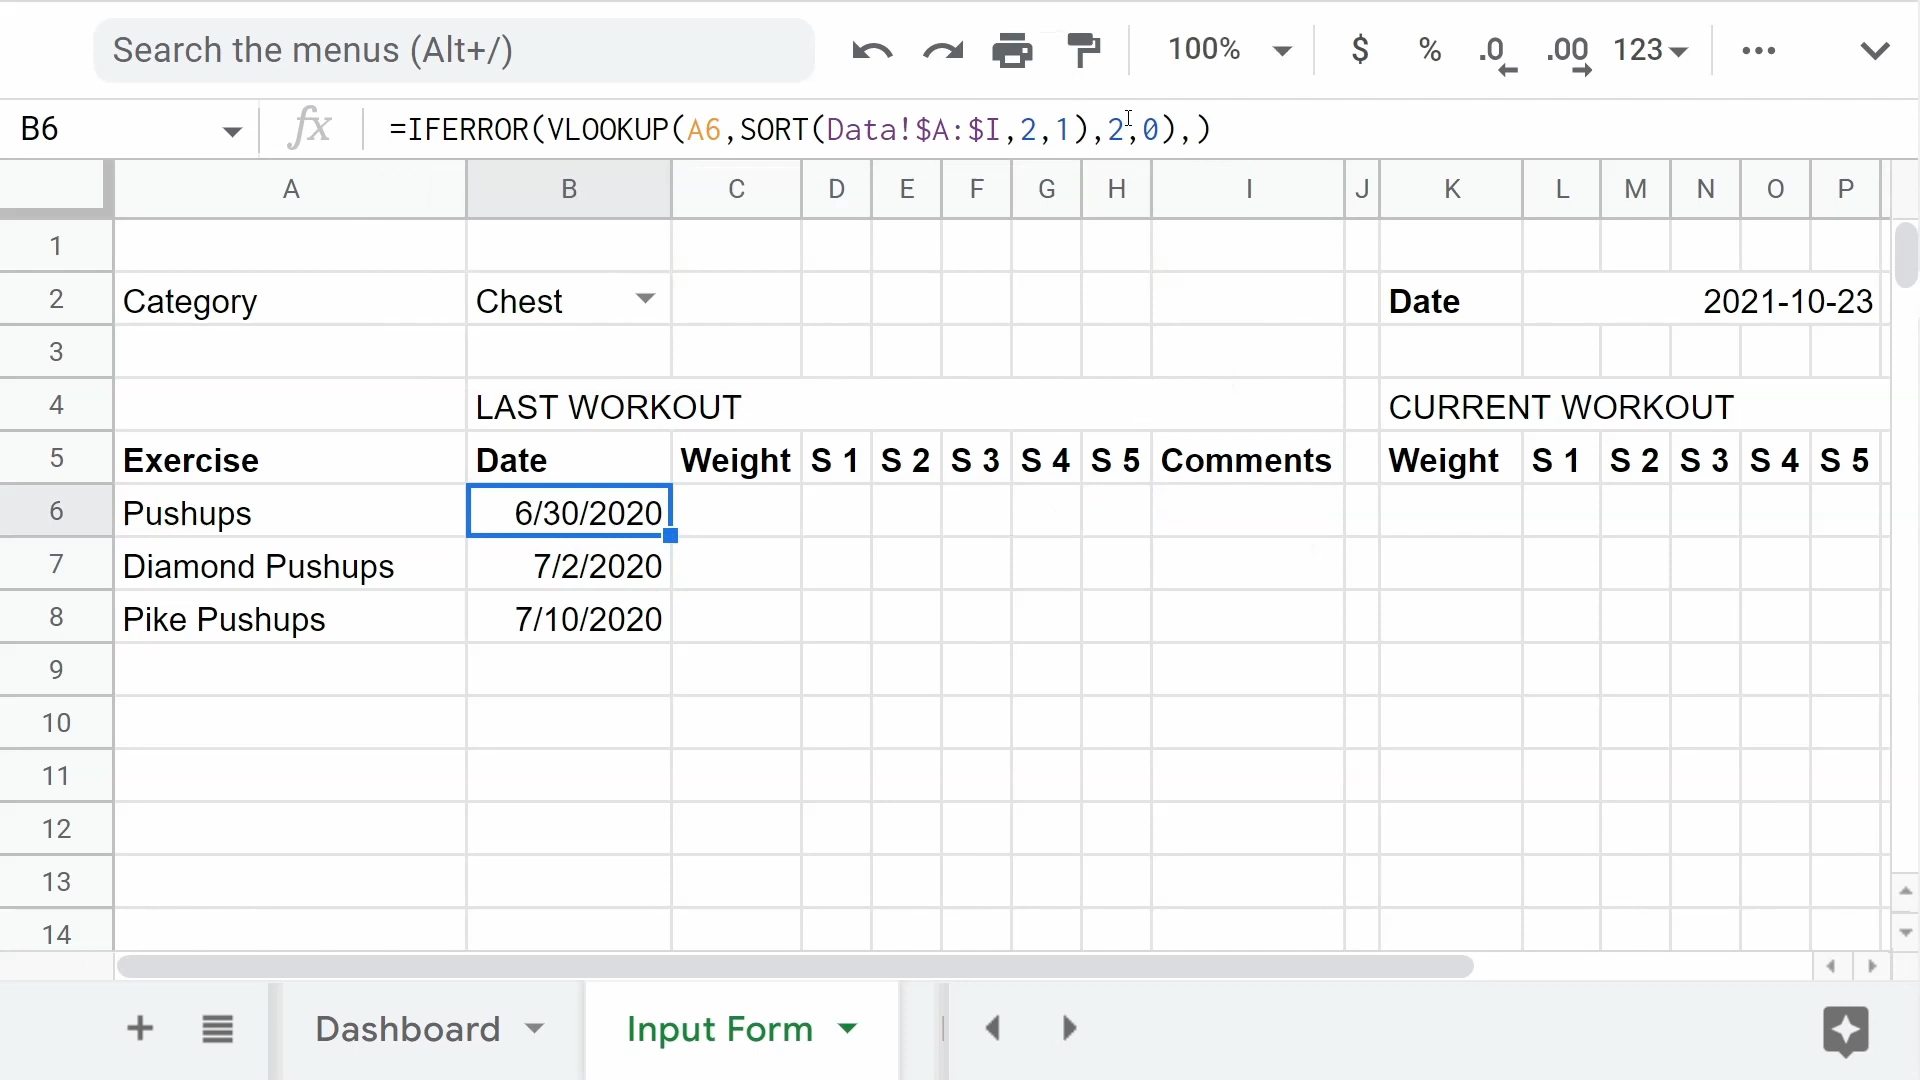 Search the menus (Alt+/)
100%
$
%
.0
.00
123
B6
fx
=IFERROR(VLOOKUP(A6,SORT(Data!$A:$I,2,1),2,0),)
A B C D E F G H I J K L M N O P
1
2 Category Chest Date 2021-10-23
3
4 LAST WORKOUT CURRENT WORKOUT
5 Exercise Date Weight S 1 S 2 S 3 S 4 S 5 Comments Weight S 1 S 2 S 3 S 4 S 5
6 Pushups 6/30/2020
7 Diamond Pushups 7/2/2020
8 Pike Pushups 7/10/2020
9
10
11
12
13
14
Dashboard
Input Form